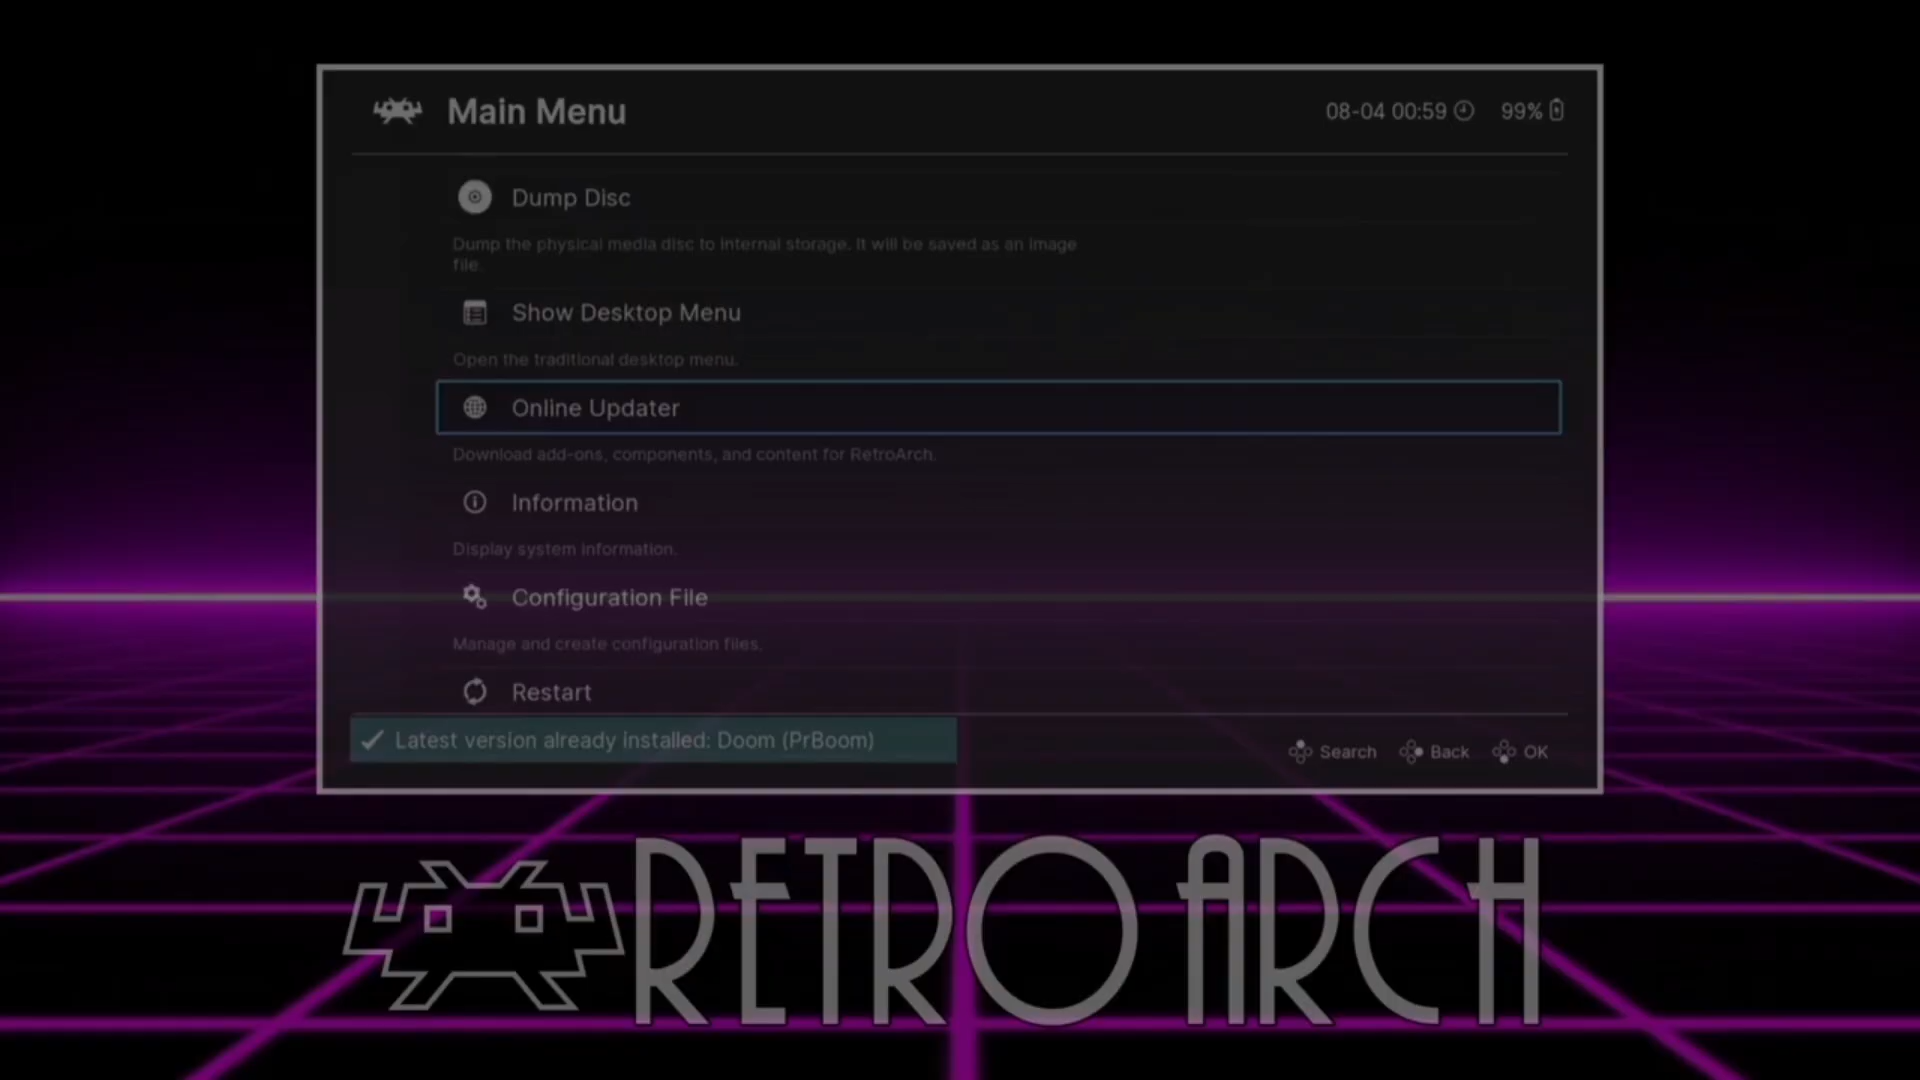 Main Menu
08-04 00:59
99%
Dump Disc
Dump the physical media disc to internal storage. It will be saved as an image
file.
Show Desktop Menu
Open the traditional desktop menu.
Online Updater
Download add-ons, components, and content for RetroArch.
Information
Display system information.
Configuration File
Manage and create configuration files.
Restart
Latest version already installed: Doom (PrBoom)
Search
Back
OK
RETRO ARCH